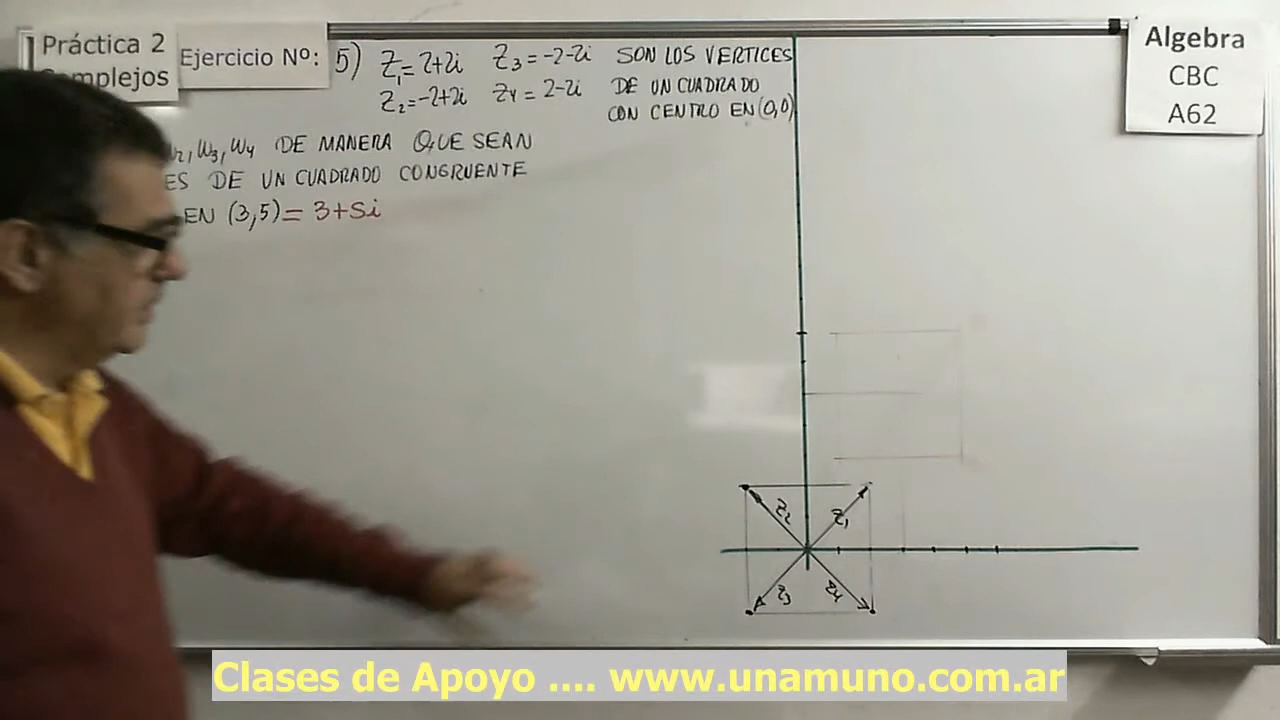 Práctica 2
Complejos
Ejercicio Nº:
5) Z₁=2+2i Z₃=-2-2i SON LOS VERTICES
Z₂=-2+2i Z₄=2-2i DE UN CUADRADO
CON CENTRO EN (0,0)
W₃, W₄ DE MANERA QUE SEAN
DE UN CUADRADO CONGRUENTE
EN (3,5) = 3+5i
Algebra
CBC
A62
Z₂
Z₁
Z₃
Z₄
Clases de Apoyo .... www.unamuno.com.ar